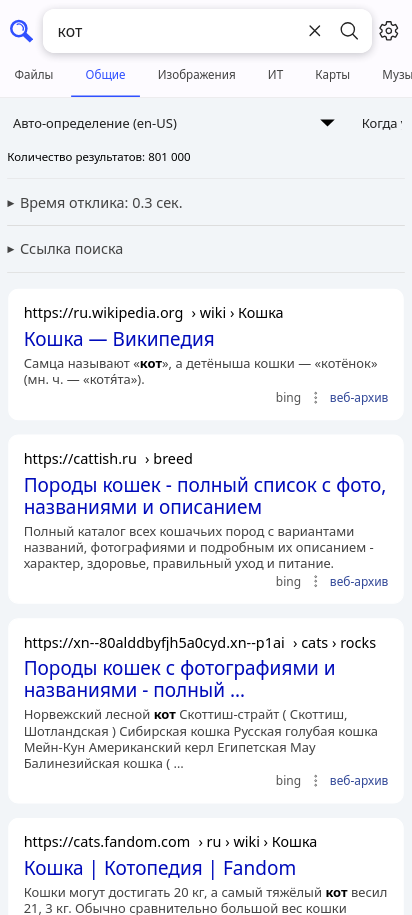 кот
Файлы Общие Изображения ИТ Карты Музы
Авто-определение (en-US) Когда
Количество результатов: 801 000
Время отклика: 0.3 сек.
Ссылка поиска
https://ru.wikipedia.org › wiki › Кошка
Кошка — Википедия
Самца называют «кот», а детёныша кошки — «котёнок»
(мн. ч. — «котя́та»).
bing веб-архив
https://cattish.ru › breed
Породы кошек - полный список с фото,
названиями и описанием
Полный каталог всех кошачьих пород с вариантами
названий, фотографиями и подробным их описанием -
характер, здоровье, правильный уход и питание.
bing веб-архив
https://xn--80alddbyfjh5a0cyd.xn--p1ai › cats › rocks
Породы кошек с фотографиями и
названиями - полный ...
Норвежский лесной кот Скоттиш-страйт ( Скоттиш,
Шотландская ) Сибирская кошка Русская голубая кошка
Мейн-Кун Американский керл Египетская Мау
Балинезийская кошка ( ...
bing веб-архив
https://cats.fandom.com › ru › wiki › Кошка
Кошка | Котопедия | Fandom
Кошки могут достигать 20 кг, а самый тяжёлый кот весил
21, 3 кг. Обычно сравнительно большой вес кошки